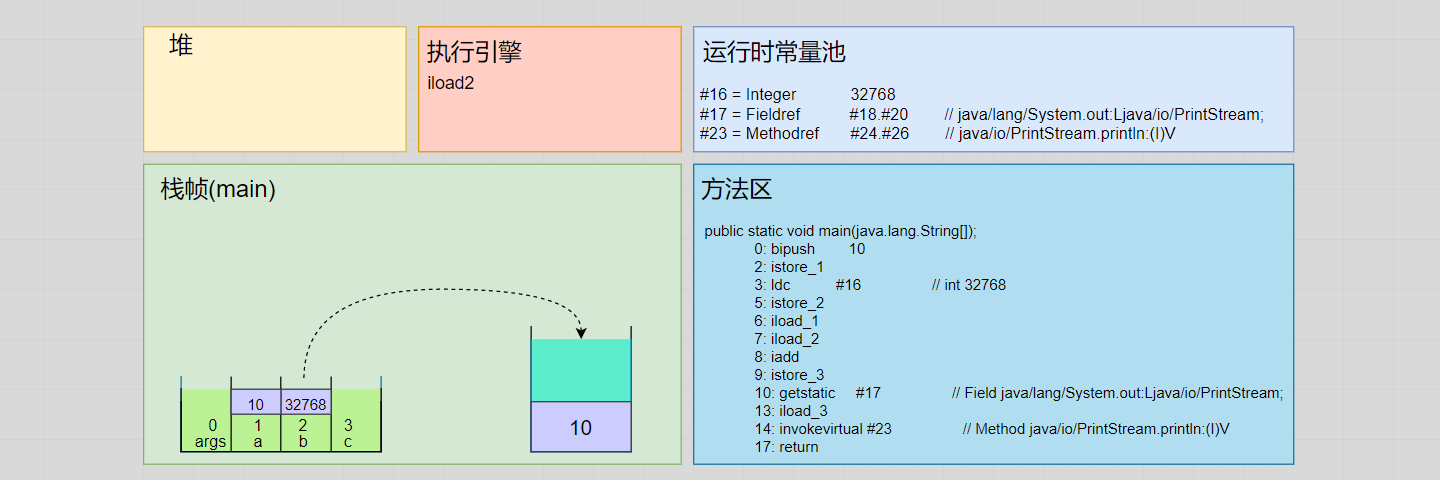 堆
执行引擎
iload2
运行时常量池
#16 = Integer 32768
#17 = Fieldref #18.#20 // java/lang/System.out:Ljava/io/PrintStream;
#23 = Methodref #24.#26 // java/io/PrintStream.println:(I)V
栈帧(main)
10 32768
0 1 2 3
args a b c
10
方法区
public static void main(java.lang.String[]);
0: bipush 10
2: istore_1
3: ldc #16 // int 32768
5: istore_2
6: iload_1
7: iload_2
8: iadd
9: istore_3
10: getstatic #17 // Field java/lang/System.out:Ljava/io/PrintStream;
13: iload_3
14: invokevirtual #23 // Method java/io/PrintStream.println:(I)V
17: return